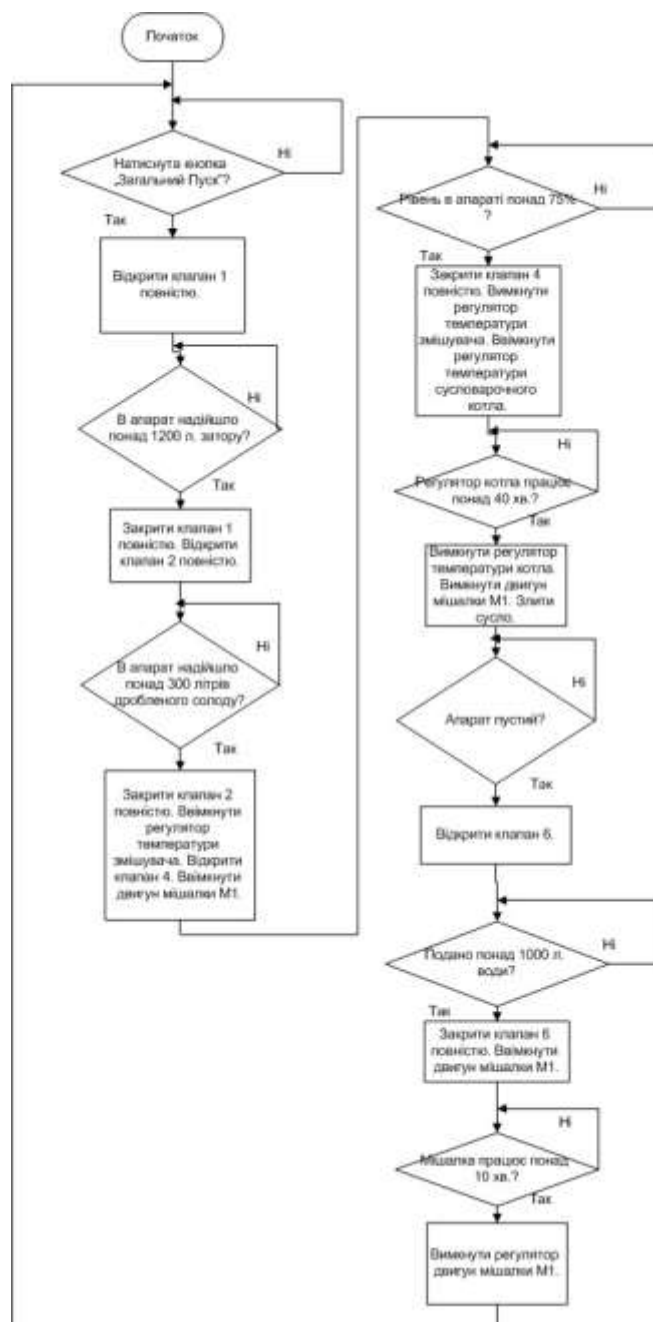 Початок
Натиснута кнопка
„Загальний Пуск"?
Ні
Так
Відкрити клапан 1
повністю.
Ні
В апарат надійшло
понад 1200 л. затору?
Так
Закрити клапан 1
повністю. Відкрити
клапан 2 повністю.
Ні
В апарат надійшло
понад 300 літрів
дробленого солоду?
Так
Закрити клапан 2
повністю. Ввімкнути
регулятор
температури
змішувача. Відкрити
клапан 4. Ввімкнути
двигун мішалки М1.
Рівень в апараті понад 75%
?
Ні
Так
Закрити клапан 4
повністю. Вимкнути
регулятор
температури
змішувача. Ввімкнути
регулятор
температури
сусловарочного
котла.
Ні
Регулятор котла працює
понад 40 хв.?
Так
Вимкнути регулятор
температури котла.
Вимкнути двигун
мішалки М1. Злити
сусло.
Ні
Апарат пустий?
Так
Відкрити клапан 6.
Подано понад 1000 л.
води?
Ні
Так
Закрити клапан 6
повністю. Ввімкнути
двигун мішалки М1.
Ні
Мішалка працює понад
10 хв.?
Так
Вимкнути регулятор
двигун мішалки М1.